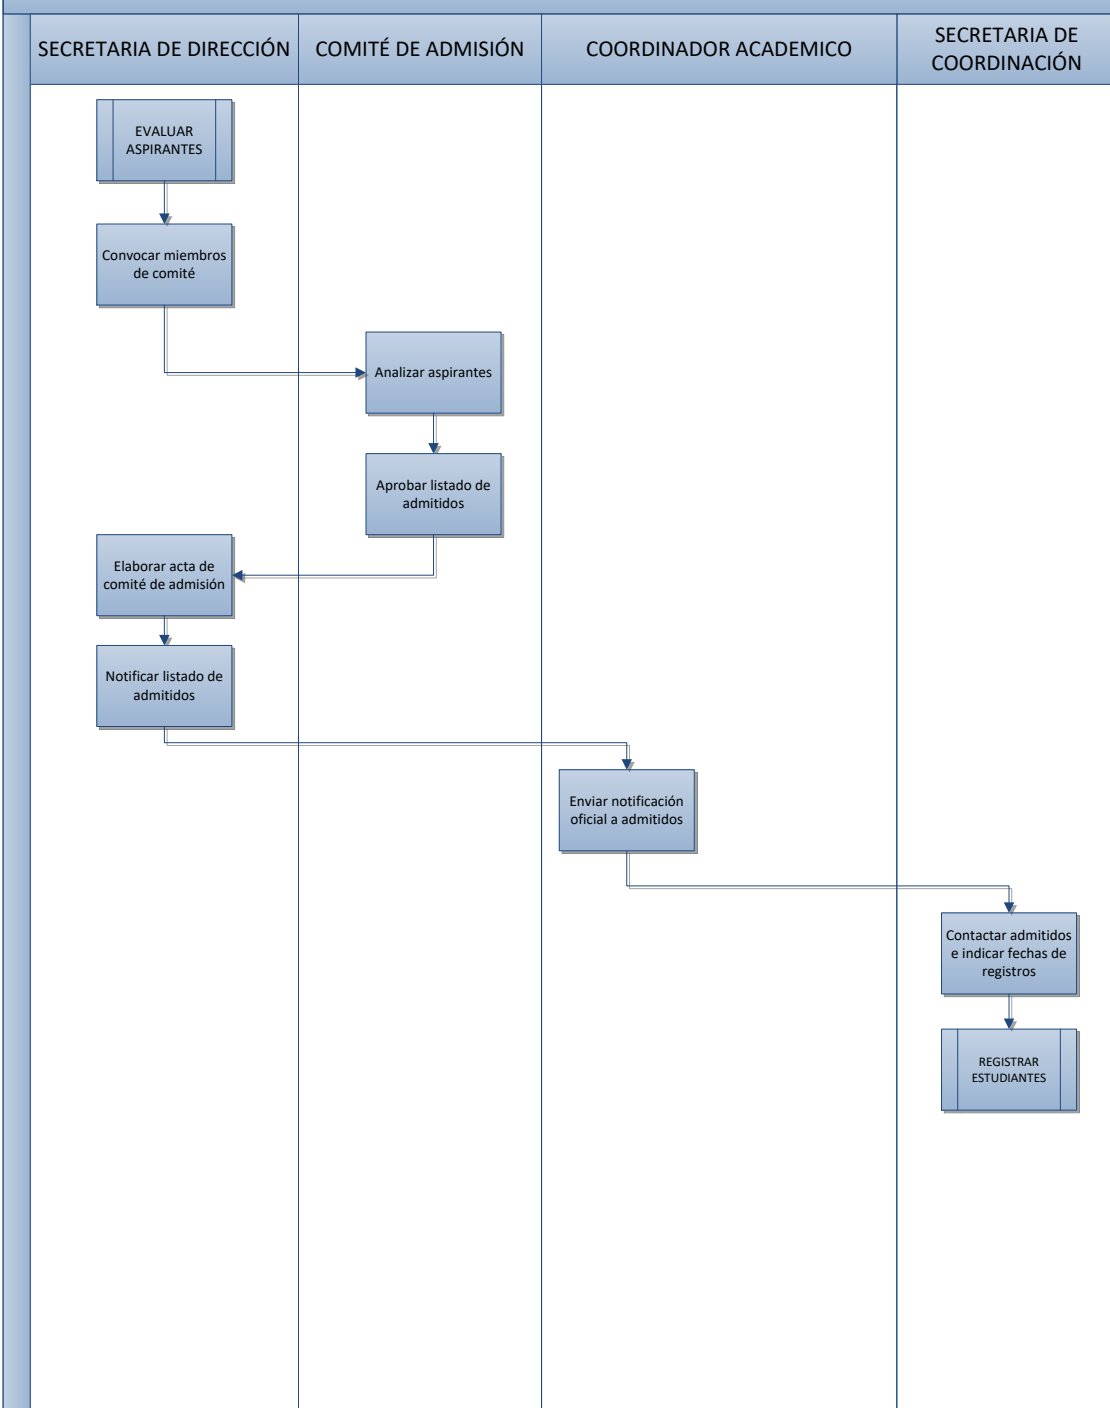 SECRETARIA DE DIRECCIÓN
COMITÉ DE ADMISIÓN
COORDINADOR ACADEMICO
SECRETARIA DE
COORDINACIÓN
EVALUAR
ASPIRANTES
Convocar miembros
de comité
Analizar aspirantes
Aprobar listado de
admitidos
Elaborar acta de
comité de admisión
Notificar listado de
admitidos
Enviar notificación
oficial a admitidos
Contactar admitidos
e indicar fechas de
registros
REGISTRAR
ESTUDIANTES